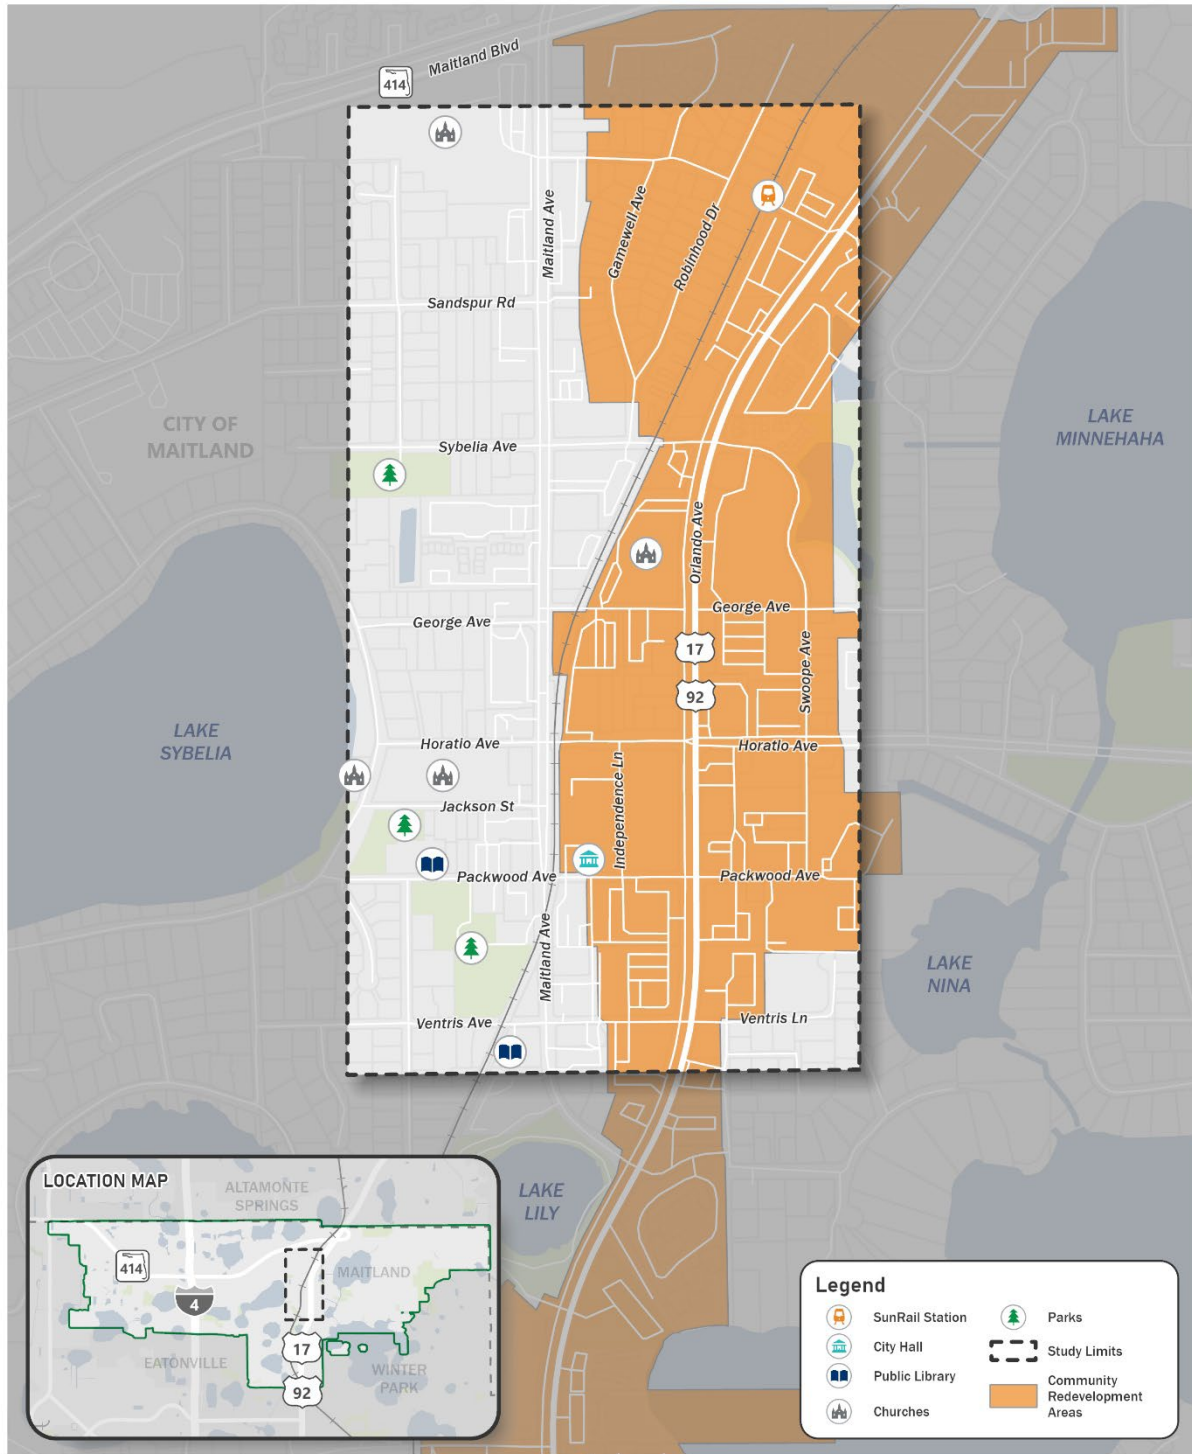 Maitland Blvd
414
Maitland Ave
Gamewell Ave
Robinhood Dr
Sandspur Rd
CITY OF
MAITLAND
Sybelia Ave
LAKE
MINNEHAHA
Orlando Ave
George Ave
George Ave
17
92
Swoope Ave
LAKE
SYBELIA
Horatio Ave
Horatio Ave
Independence Ln
Jackson St
Packwood Ave
Packwood Ave
Maitland Ave
LAKE
NINA
Ventris Ave
Ventris Ln
LAKE
LILY
LOCATION MAP
ALTAMONTE
SPRINGS
414
MAITLAND
4
17
EATONVILLE
WINTER
PARK
92
Legend
SunRail Station
City Hall
Public Library
Churches
Parks
Study Limits
Community
Redevelopment
Areas